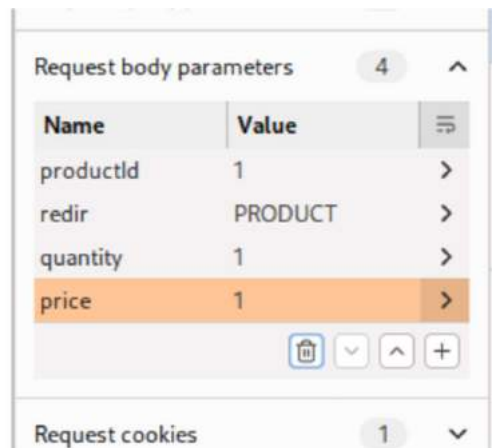 Request body parameters 4
Name Value
productId 1
redir PRODUCT
quantity 1
price 1
Request cookies 1